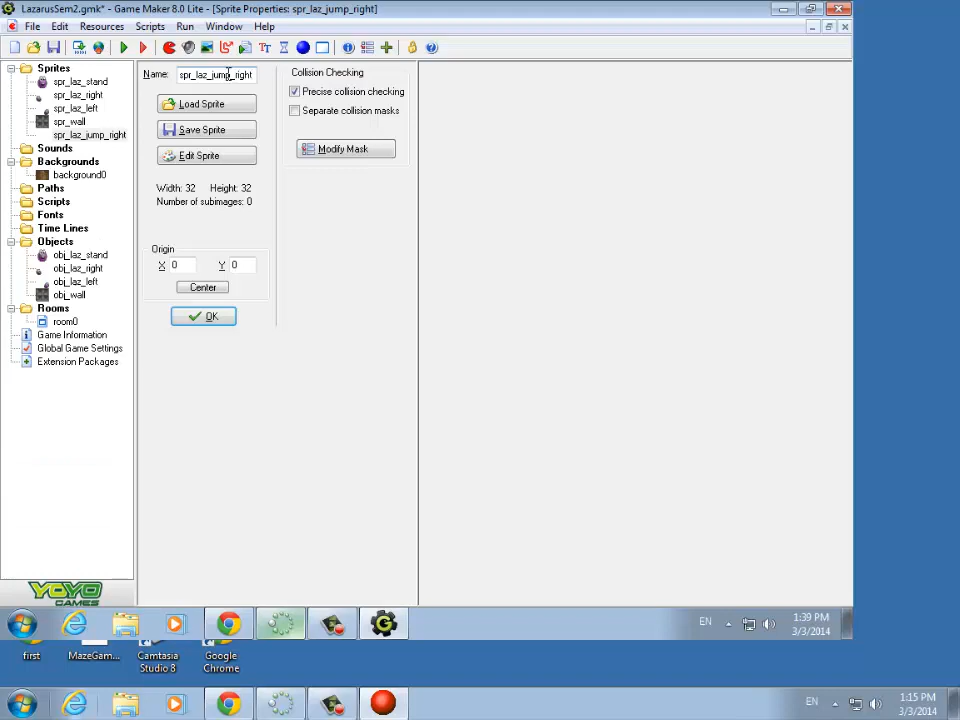 LazarusSem2.gmk* - Game Maker 8.0 Lite - [Sprite Properties: spr_laz_jump_right]
File Edit Resources Scripts Run Window Help
Sprites
spr_laz_stand
spr_laz_right
spr_laz_left
spr_wall
spr_laz_jump_right
Sounds
Backgrounds
background0
Paths
Scripts
Fonts
Time Lines
Objects
obj_laz_stand
obj_laz_right
obj_laz_left
obj_wall
Rooms
room0
Game Information
Global Game Settings
Extension Packages
YOYO
GAMES
Name: spr_laz_jump_right
Load Sprite
Save Sprite
Edit Sprite
Width: 32 Height: 32
Number of subimages: 0
Origin
X 0 Y 0
Center
OK
Collision Checking
Precise collision checking
Separate collision masks
Modify Mask
EN 1:39 PM
3/3/2014
first MazeGam... Camtasia Studio 8 Google Chrome
EN 1:15 PM
3/3/2014